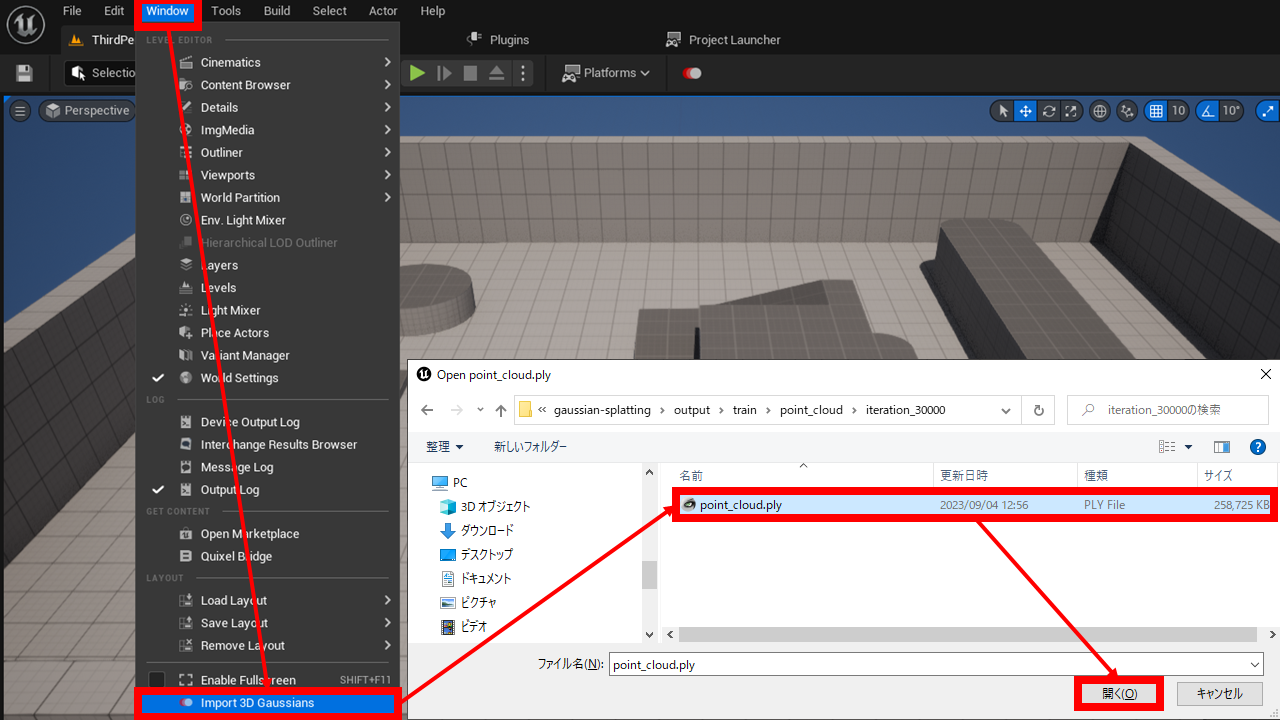 File Edit Window Tools Build Select Actor Help
ThirdPe
Plugins
Project Launcher
Selectio
Platforms
Perspective
10
10°
LEVEL EDITOR
Cinematics
Content Browser
Details
ImgMedia
Outliner
Viewports
World Partition
Env. Light Mixer
Hierarchical LOD Outliner
Layers
Levels
Light Mixer
Place Actors
Variant Manager
World Settings
LOG
Device Output Log
Interchange Results Browser
Message Log
Output Log
GET CONTENT
Open Marketplace
Quixel Bridge
LAYOUT
Load Layout
Save Layout
Remove Layout
Enable Fullscreen SHIFT+F11
Import 3D Gaussians
Open point_cloud.ply
« gaussian-splatting › output › train › point_cloud › iteration_30000
iteration_30000の検索
整理 新しいフォルダー
PC
3D オブジェクト
ダウンロード
デスクトップ
ドキュメント
ピクチャ
ビデオ
名前 更新日時 種類 サイズ
point_cloud.ply 2023/09/04 12:56 PLY File 258,725 KB
ファイル名(N): point_cloud.ply
開く(O) キャンセル